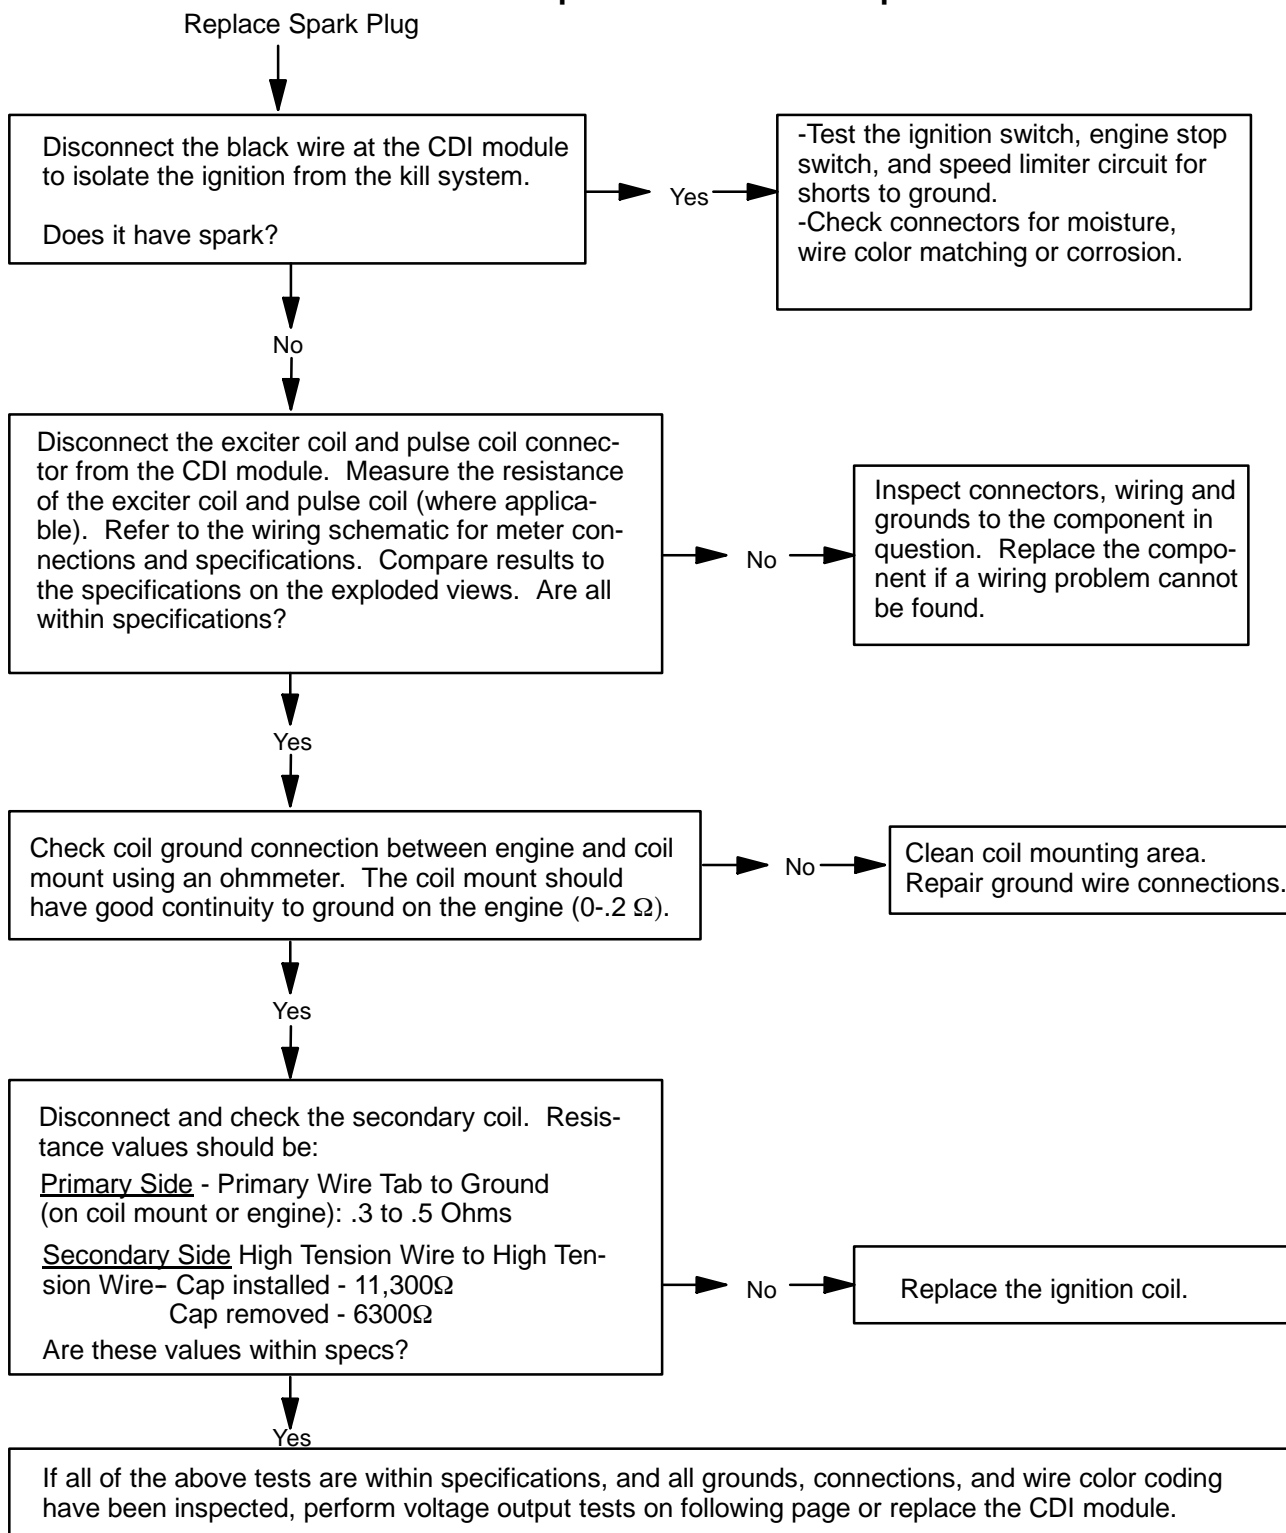 Replace Spark Plug
Disconnect the black wire at the CDI module
to isolate the ignition from the kill system.
Does it have spark?
Yes
-Test the ignition switch, engine stop
switch, and speed limiter circuit for
shorts to ground.
-Check connectors for moisture,
wire color matching or corrosion.
No
Disconnect the exciter coil and pulse coil connec-
tor from the CDI module. Measure the resistance
of the exciter coil and pulse coil (where applica-
ble). Refer to the wiring schematic for meter con-
nections and specifications. Compare results to
the specifications on the exploded views. Are all
within specifications?
No
Inspect connectors, wiring and
grounds to the component in
question. Replace the compo-
nent if a wiring problem cannot
be found.
Yes
Check coil ground connection between engine and coil
mount using an ohmmeter. The coil mount should
have good continuity to ground on the engine (0-.2 Ω).
No
Clean coil mounting area.
Repair ground wire connections.
Yes
Disconnect and check the secondary coil. Resis-
tance values should be:
Primary Side - Primary Wire Tab to Ground
(on coil mount or engine): .3 to .5 Ohms
Secondary Side High Tension Wire to High Ten-
sion Wire-- Cap installed - 11,300Ω
Cap removed - 6300Ω
Are these values within specs?
No
Replace the ignition coil.
Yes
If all of the above tests are within specifications, and all grounds, connections, and wire color coding
have been inspected, perform voltage output tests on following page or replace the CDI module.